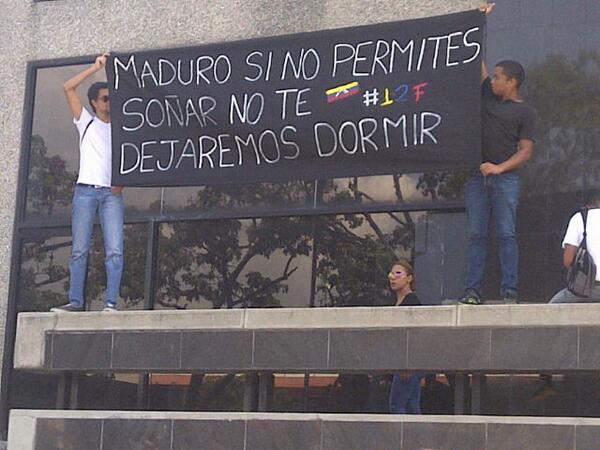 MADURO SI NO PERMITES
SOÑAR NO TE #12F
DEJAREMOS DORMIR